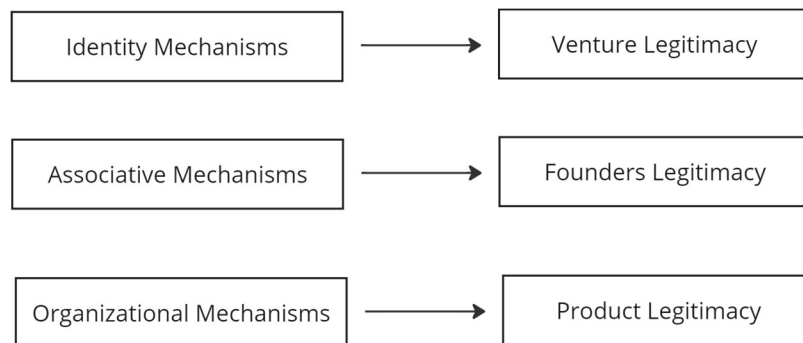 Identity Mechanisms
Venture Legitimacy
Associative Mechanisms
Founders Legitimacy
Organizational Mechanisms
Product Legitimacy